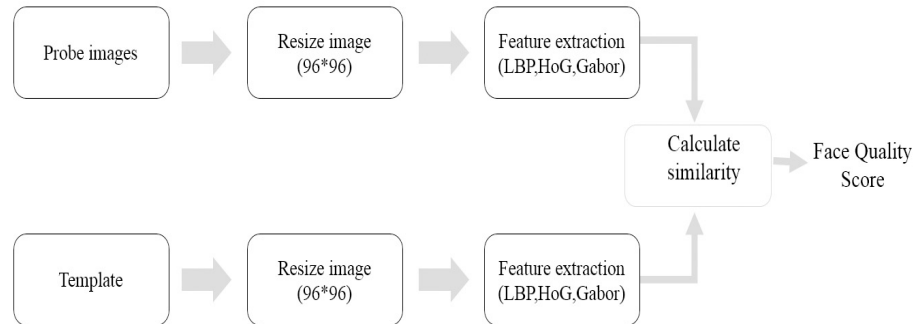 Probe images
Resize image
(96*96)
Feature extraction
(LBP,HoG,Gabor)
Calculate
similarity
Face Quality
Score
Template
Resize image
(96*96)
Feature extraction
(LBP,HoG,Gabor)